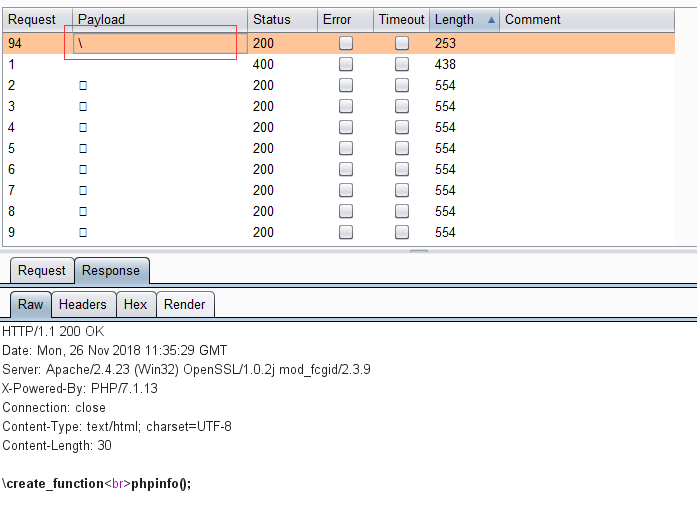 Request Payload Status Error Timeout Length Comment
94 \ 200 253
1 400 438
2 200 554
3 200 554
4 200 554
5 200 554
6 200 554
7 200 554
8 200 554
9 200 554
Request Response
Raw Headers Hex Render
HTTP/1.1 200 OK
Date: Mon, 26 Nov 2018 11:35:29 GMT
Server: Apache/2.4.23 (Win32) OpenSSL/1.0.2j mod_fcgid/2.3.9
X-Powered-By: PHP/7.1.13
Connection: close
Content-Type: text/html; charset=UTF-8
Content-Length: 30
\create_function<br>phpinfo();